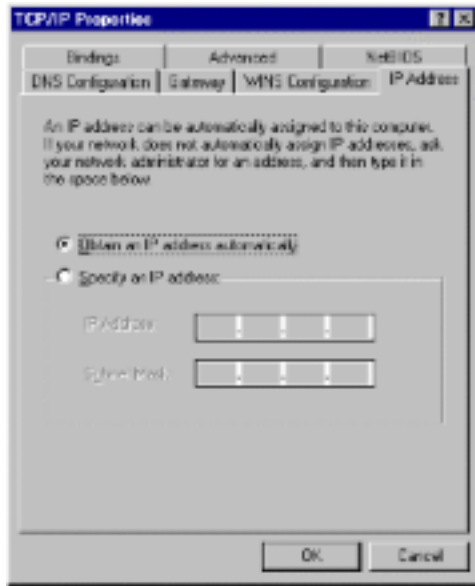 TCP/IP Properties
? X
Bindings Advanced NetBIOS
DNS Configuration Gateway WINS Configuration IP Address
An IP address can be automatically assigned to this computer.
If your network does not automatically assign IP addresses, ask
your network administrator for an address, and then type it in
the space below.
Obtain an IP address automatically
Specify an IP address:
IP Address:
Subnet Mask:
OK Cancel